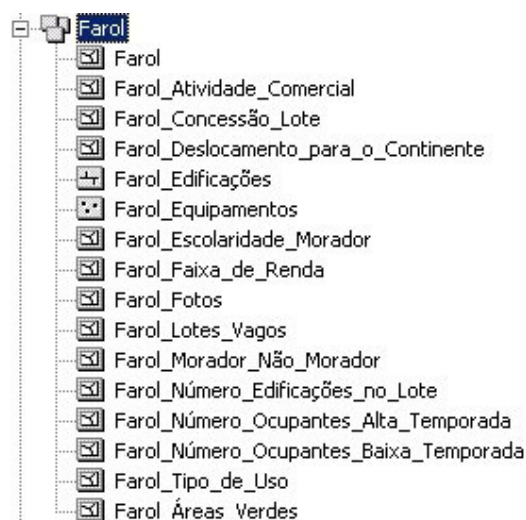 Farol
Farol
Farol_Atividade_Comercial
Farol_Concessão_Lote
Farol_Deslocamento_para_o_Continente
Farol_Edificações
Farol_Equipamentos
Farol_Escolaridade_Morador
Farol_Faixa_de_Renda
Farol_Fotos
Farol_Lotes_Vagos
Farol_Morador_Não_Morador
Farol_Número_Edificações_no_Lote
Farol_Número_Ocupantes_Alta_Temporada
Farol_Número_Ocupantes_Baixa_Temporada
Farol_Tipo_de_Uso
Farol_Áreas_Verdes